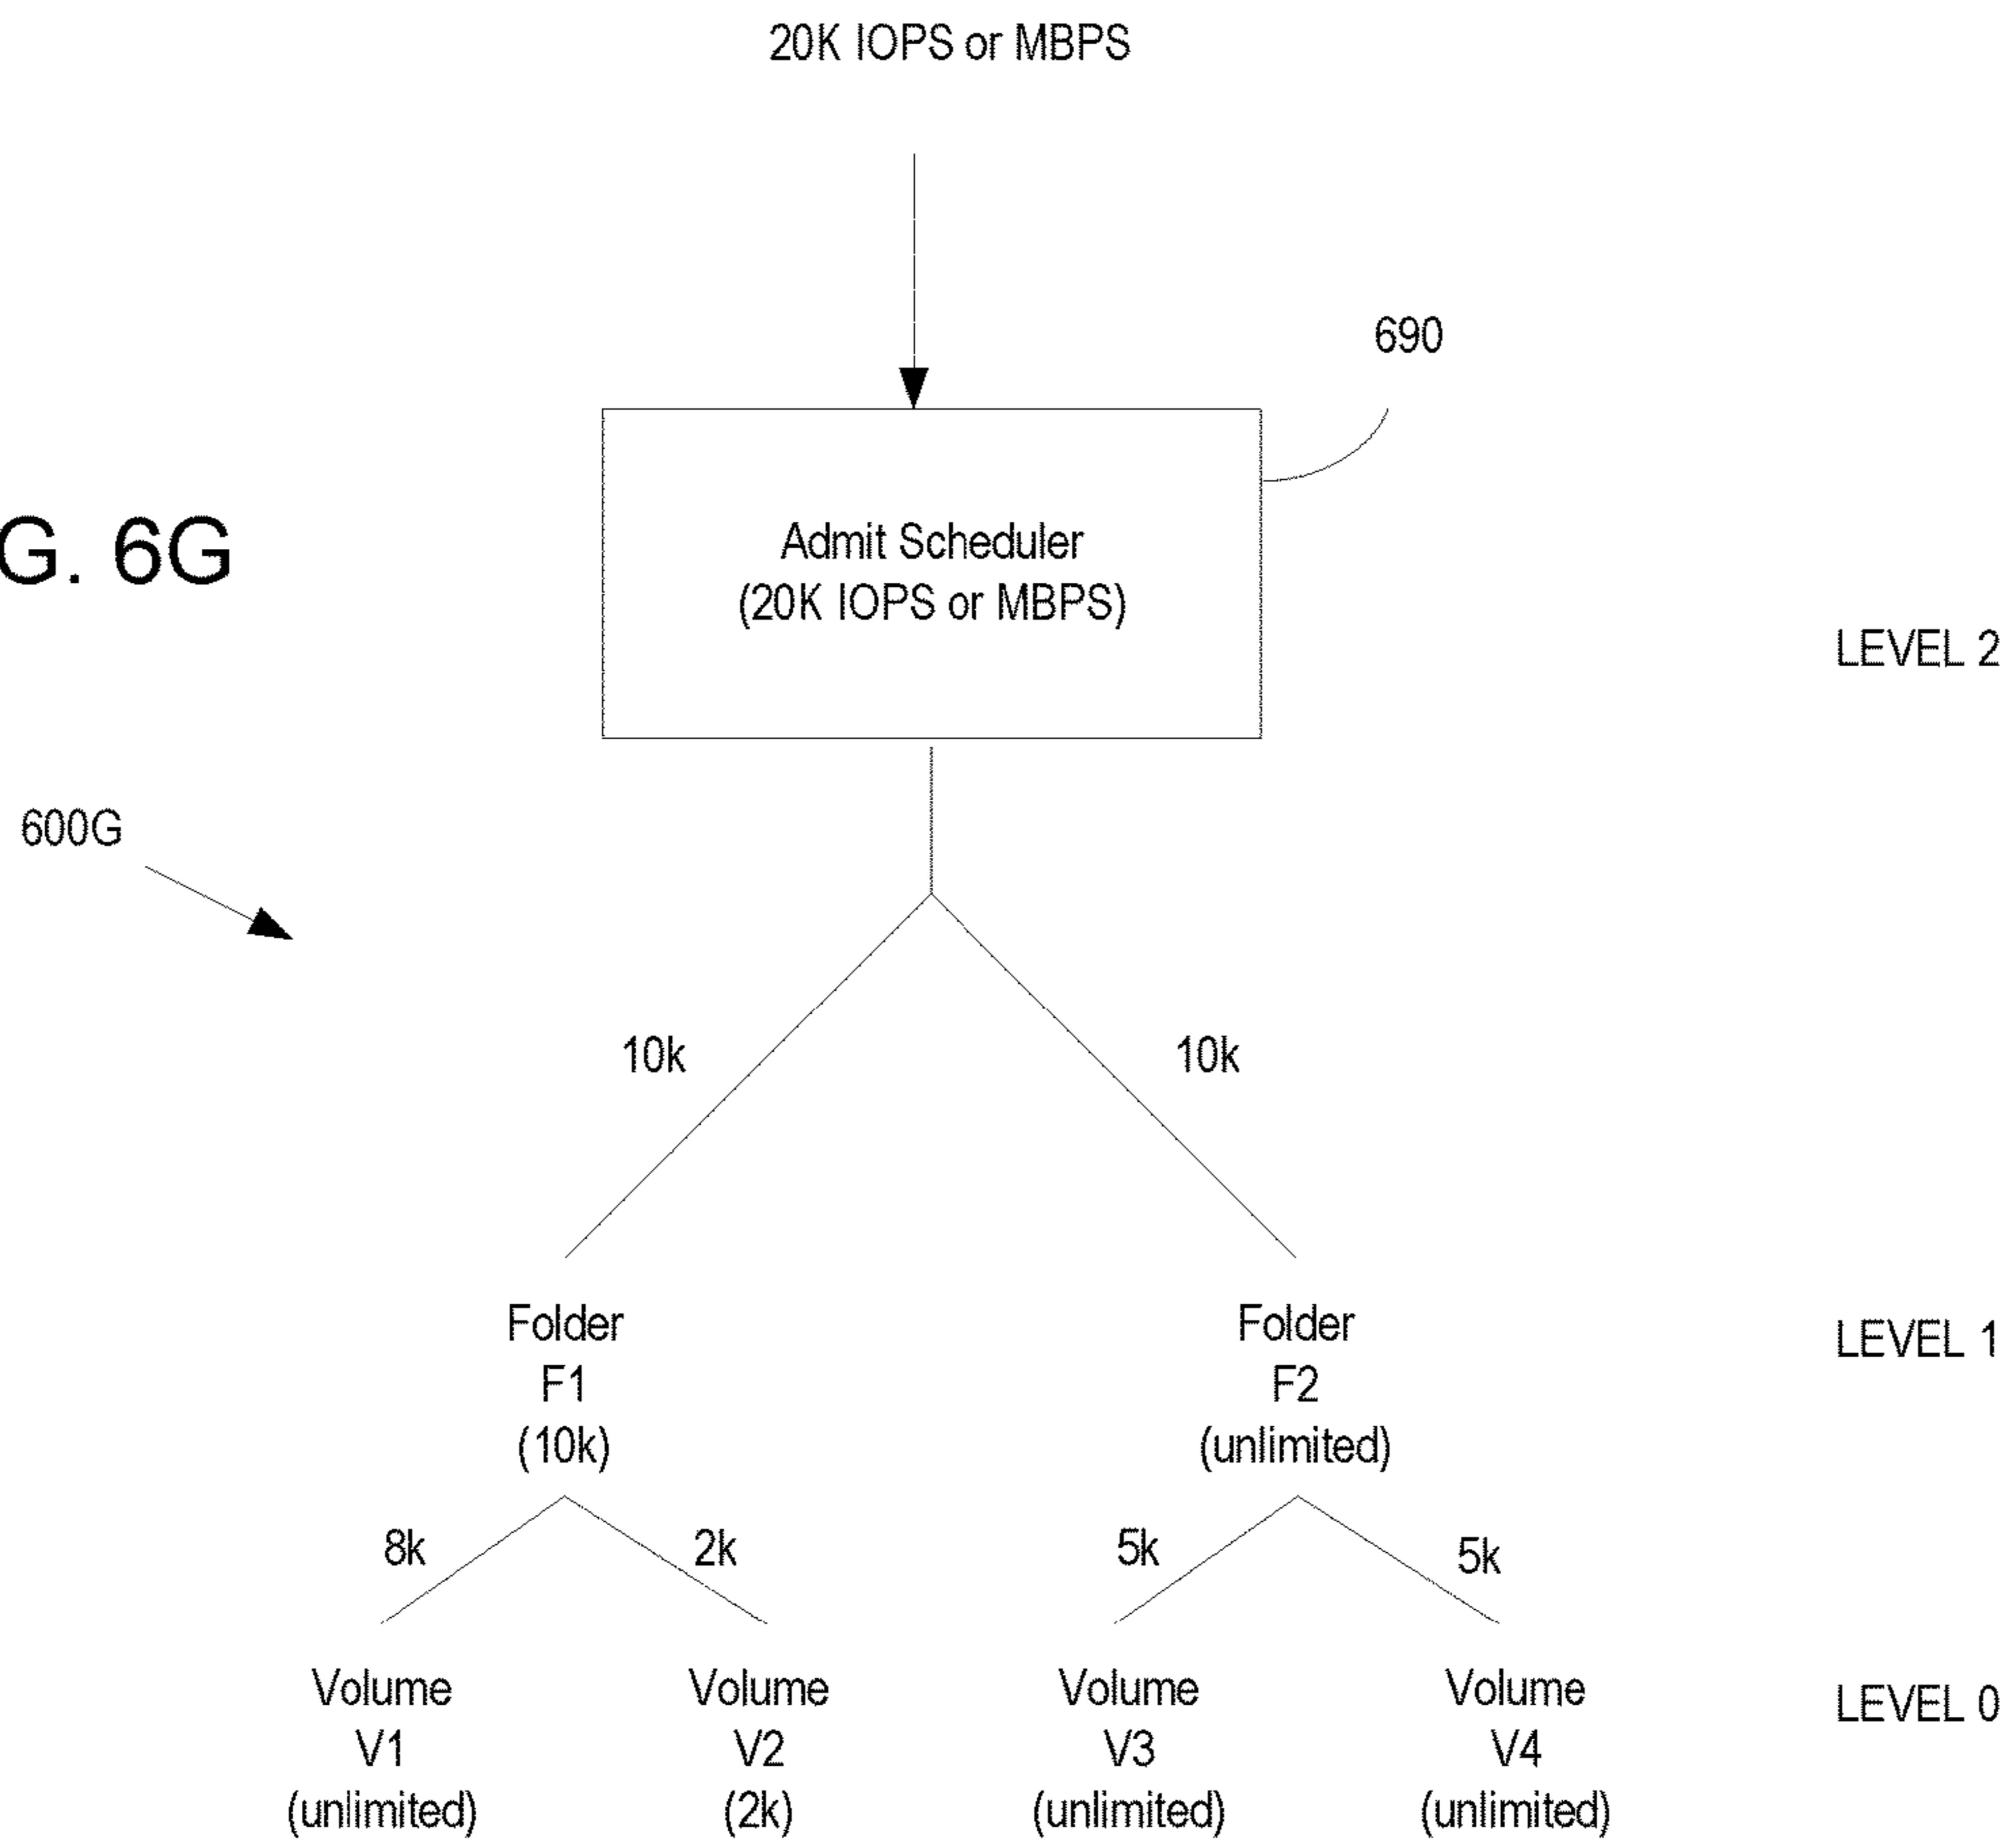 20K IOPS or MBPS
690
Admit Scheduler
(20K IOPS or MBPS)
G. 6G
LEVEL 2
600G
10k
10k
Folder
F1
(10k)
Folder
F2
(unlimited)
LEVEL 1
8k
2k
5k
5k
Volume
V1
(unlimited)
Volume
V2
(2k)
Volume
V3
(unlimited)
Volume
V4
(unlimited)
LEVEL 0